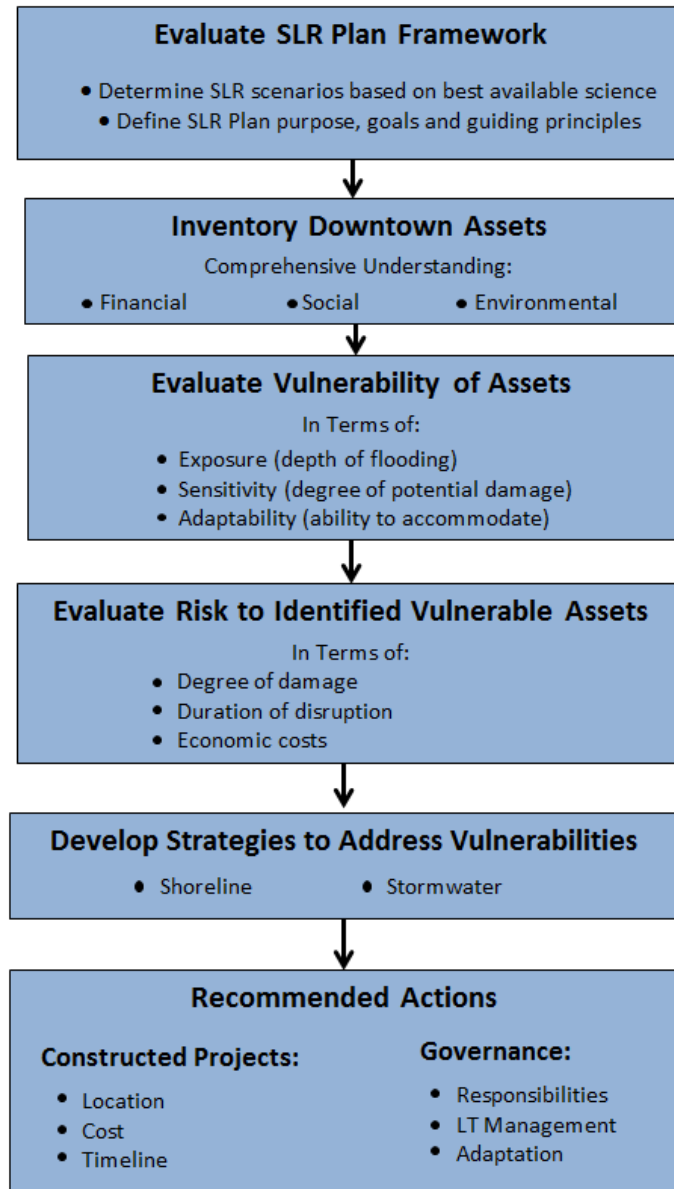 Evaluate SLR Plan Framework
• Determine SLR scenarios based on best available science
• Define SLR Plan purpose, goals and guiding principles
Inventory Downtown Assets
Comprehensive Understanding:
• Financial • Social • Environmental
Evaluate Vulnerability of Assets
In Terms of:
• Exposure (depth of flooding)
• Sensitivity (degree of potential damage)
• Adaptability (ability to accommodate)
Evaluate Risk to Identified Vulnerable Assets
In Terms of:
• Degree of damage
• Duration of disruption
• Economic costs
Develop Strategies to Address Vulnerabilities
• Shoreline • Stormwater
Recommended Actions
Constructed Projects:
• Location
• Cost
• Timeline
Governance:
• Responsibilities
• LT Management
• Adaptation